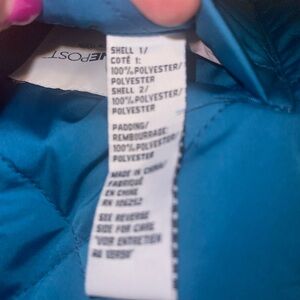 POST
SHELL 1/
COTÉ 1:
100%POLYESTER/
POLYESTER
SHELL 2/
100%POLYESTER/
POLYESTER
PADDING/
REMBOURRAGE:
100%POLYESTER/
POLYESTER
MADE IN CHINA/
FABRIQUÉ
EN CHINE
RN 106252
SEE REVERSE
SIDE FOR CARE
*VOIR ENTRETIEN
AU VERSO*